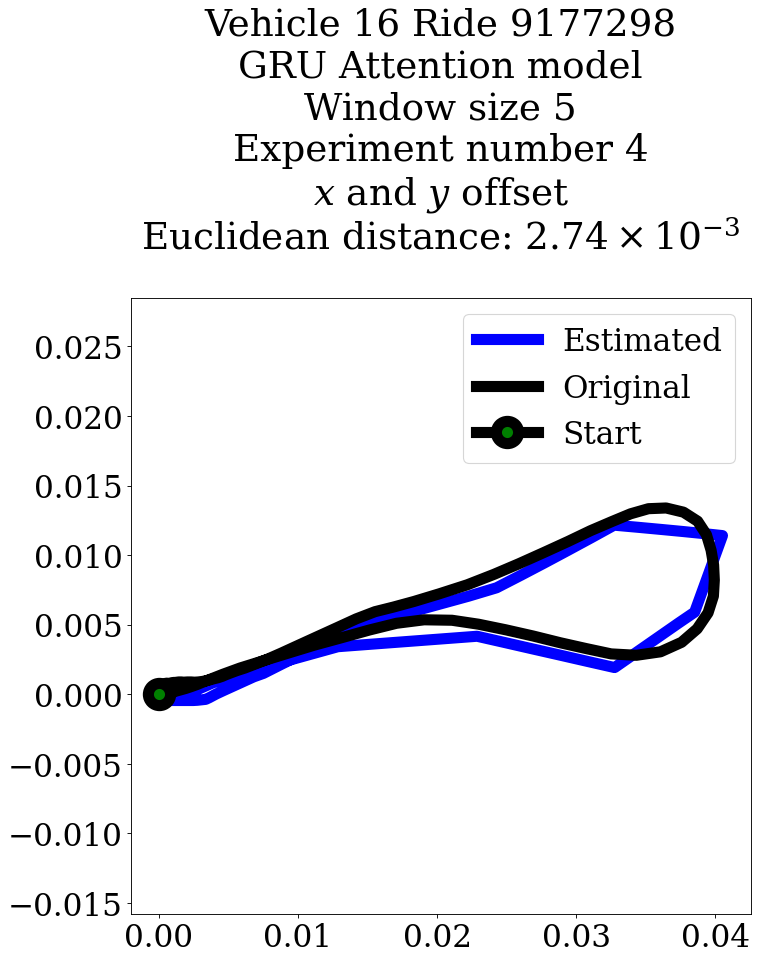 Vehicle 16 Ride 9177298
GRU Attention model
Window size 5
Experiment number 4
x and y offset
Euclidean distance: 2.74 × 10⁻³
Estimated
Original
Start
0.025
0.020
0.015
0.010
0.005
0.000
−0.005
−0.010
−0.015
0.00 0.01 0.02 0.03 0.04